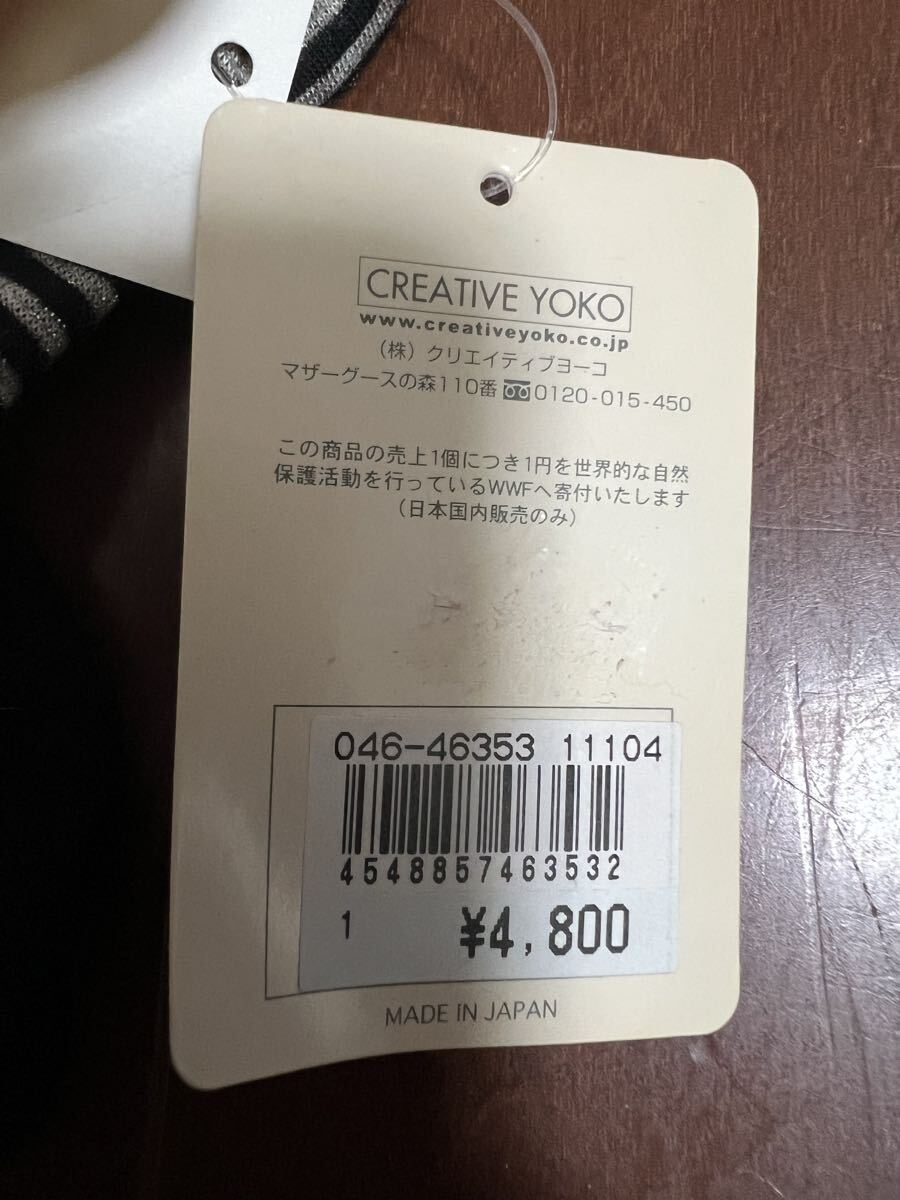 CREATIVE YOKO
www.creativeyoko.co.jp
（株）クリエイティブヨーコ
マザーグースの森110番 0120-015-450
この商品の売上1個につき1円を世界的な自然
保護活動を行っているWWFへ寄付いたします
（日本国内販売のみ）
046-46353 11104
4548857463532
1 ¥4,800
MADE IN JAPAN